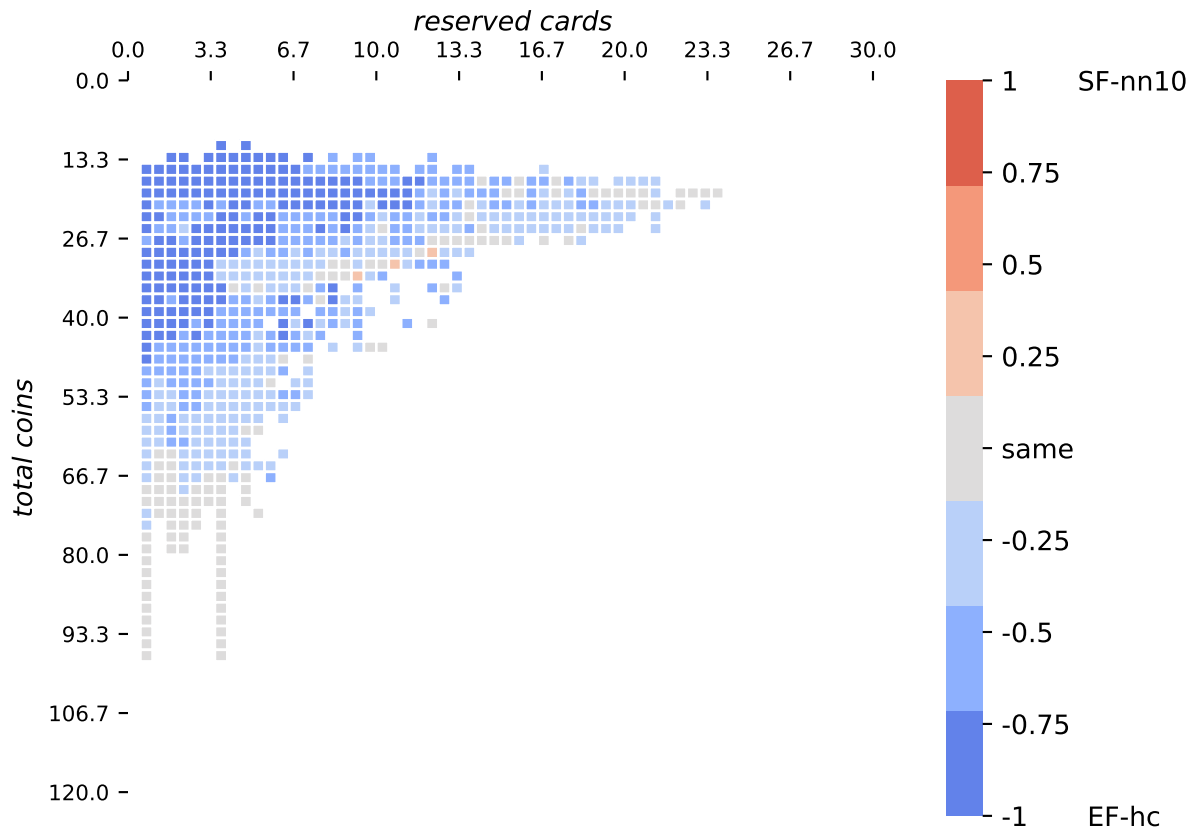 reserved cards
0.0 3.3 6.7 10.0 13.3 16.7 20.0 23.3 26.7 30.0
0.0
13.3
26.7
40.0
53.3
66.7
80.0
93.3
106.7
120.0
total coins
1 SF-nn10
0.75
0.5
0.25
same
-0.25
-0.5
-0.75
-1 EF-hc